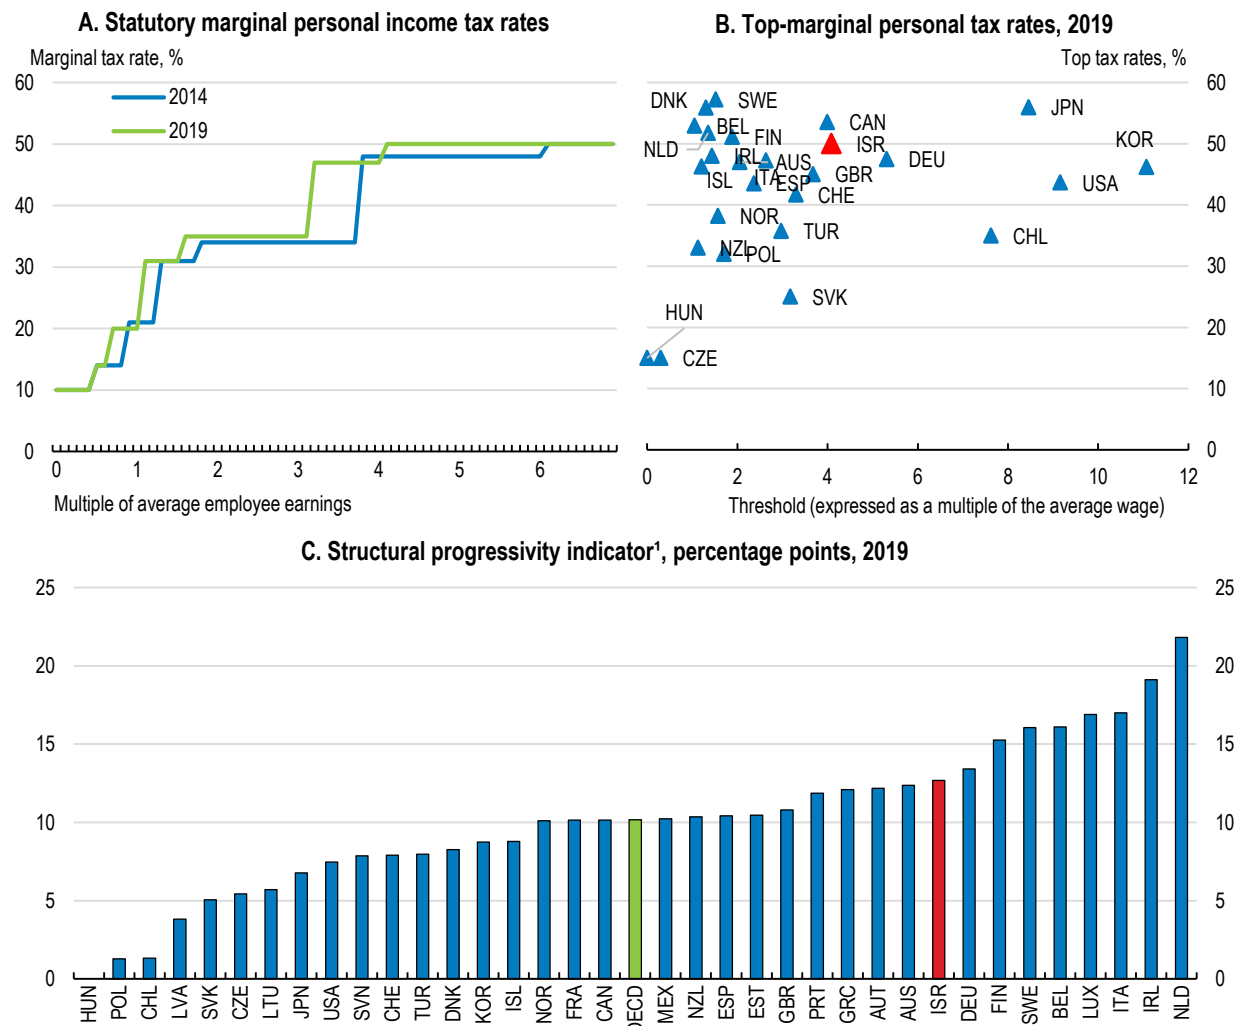 A. Statutory marginal personal income tax rates
Marginal tax rate, %
60
50
40
30
20
10
0
2014
2019
0 1 2 3 4 5 6
Multiple of average employee earnings
B. Top-marginal personal tax rates, 2019
Top tax rates, %
60
50
40
30
20
10
0
DNK
SWE
BEL
FIN
NLD
IRL
ISL
ITA
AUS
ESP
CAN
ISR
GBR
CHE
DEU
JPN
KOR
USA
CHL
NOR
TUR
NZL
POL
SVK
HUN
CZE
0 2 4 6 8 10 12
Threshold (expressed as a multiple of the average wage)
C. Structural progressivity indicator¹, percentage points, 2019
25
20
15
10
5
0
25
20
15
10
5
0
HUN
POL
CHL
LVA
SVK
CZE
LTU
JPN
USA
SVN
CHE
TUR
DNK
KOR
ISL
NOR
FRA
CAN
OECD
MEX
NZL
ESP
EST
GBR
PRT
GRC
AUT
AUS
ISR
DEU
FIN
SWE
BEL
LUX
ITA
IRL
NLD